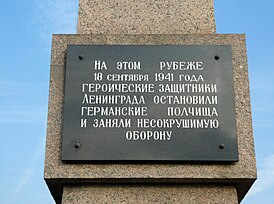 НА ЭТОМ РУБЕЖЕ
18 СЕНТЯБРЯ 1941 ГОДА
ГЕРОИЧЕСКИЕ ЗАЩИТНИКИ
ЛЕНИНГРАДА ОСТАНОВИЛИ
ГЕРМАНСКИЕ ПОЛЧИЩА
И ЗАНЯЛИ НЕСОКРУШИМУЮ
ОБОРОНУ